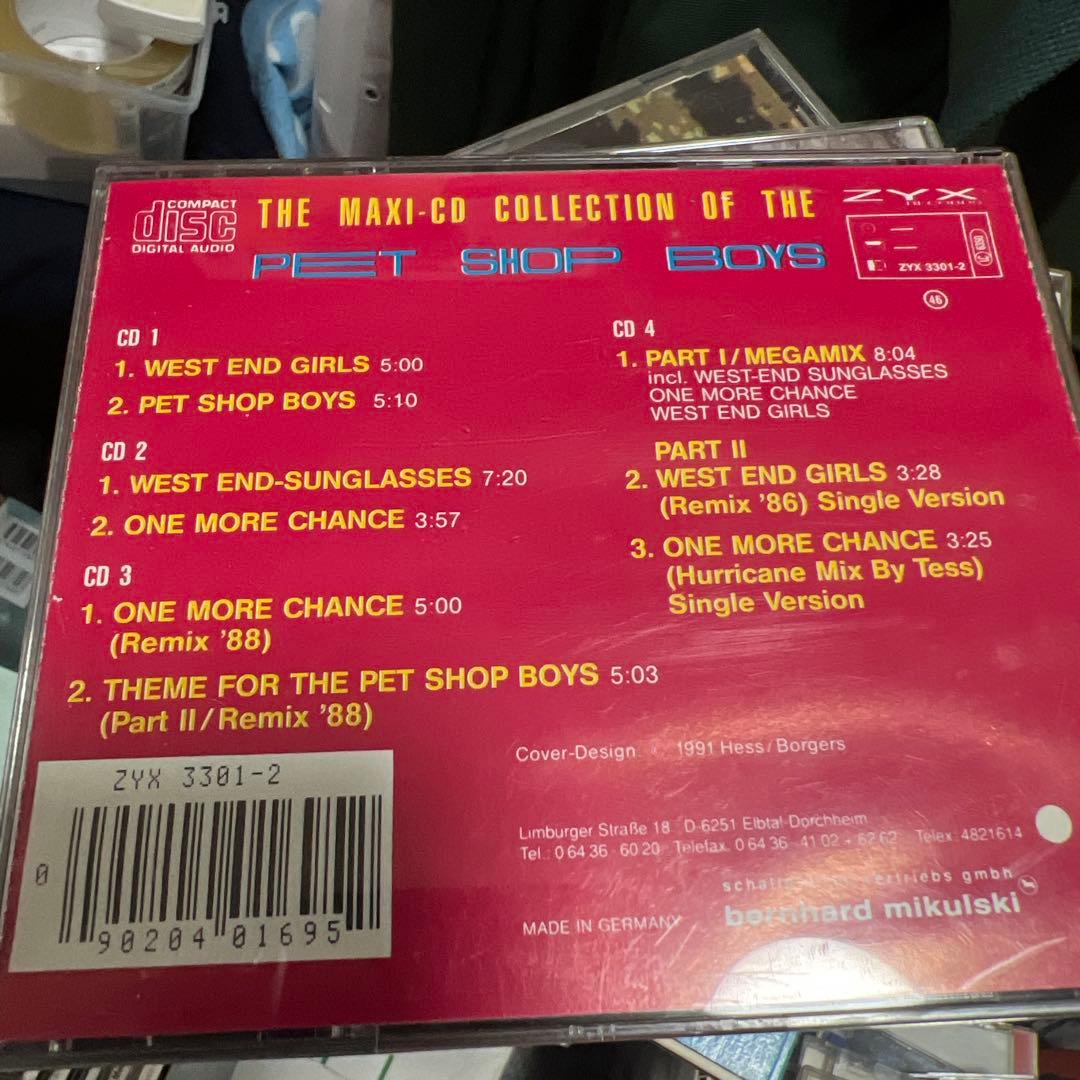 COMPACT
disc
DIGITAL AUDIO
THE MAXI-CD COLLECTION OF THE
PET SHOP BOYS
ZYX
ZYX 3301-2
46
CD 1
1. WEST END GIRLS 5:00
2. PET SHOP BOYS 5:10
CD 2
1. WEST END-SUNGLASSES 7:20
2. ONE MORE CHANCE 3:57
CD 3
1. ONE MORE CHANCE 5:00
(Remix '88)
2. THEME FOR THE PET SHOP BOYS 5:03
(Part II/Remix '88)
CD 4
1. PART I/MEGAMIX 8:04
incl. WEST-END SUNGLASSES
ONE MORE CHANCE
WEST END GIRLS
PART II
2. WEST END GIRLS 3:28
(Remix '86) Single Version
3. ONE MORE CHANCE 3:25
(Hurricane Mix By Tess)
Single Version
Cover-Design 1991 Hess/Borgers
Limburger Straße 18 D-6251 Elbtal-Dorchheim
Tel.: 0 64 36 - 60 20 Telefax 0 64 36 - 41 02 + 62 62 Telex 4821614
gmbh
bernhard mikulski
MADE IN GERMANY
ZYX 3301-2
0 90204 01695